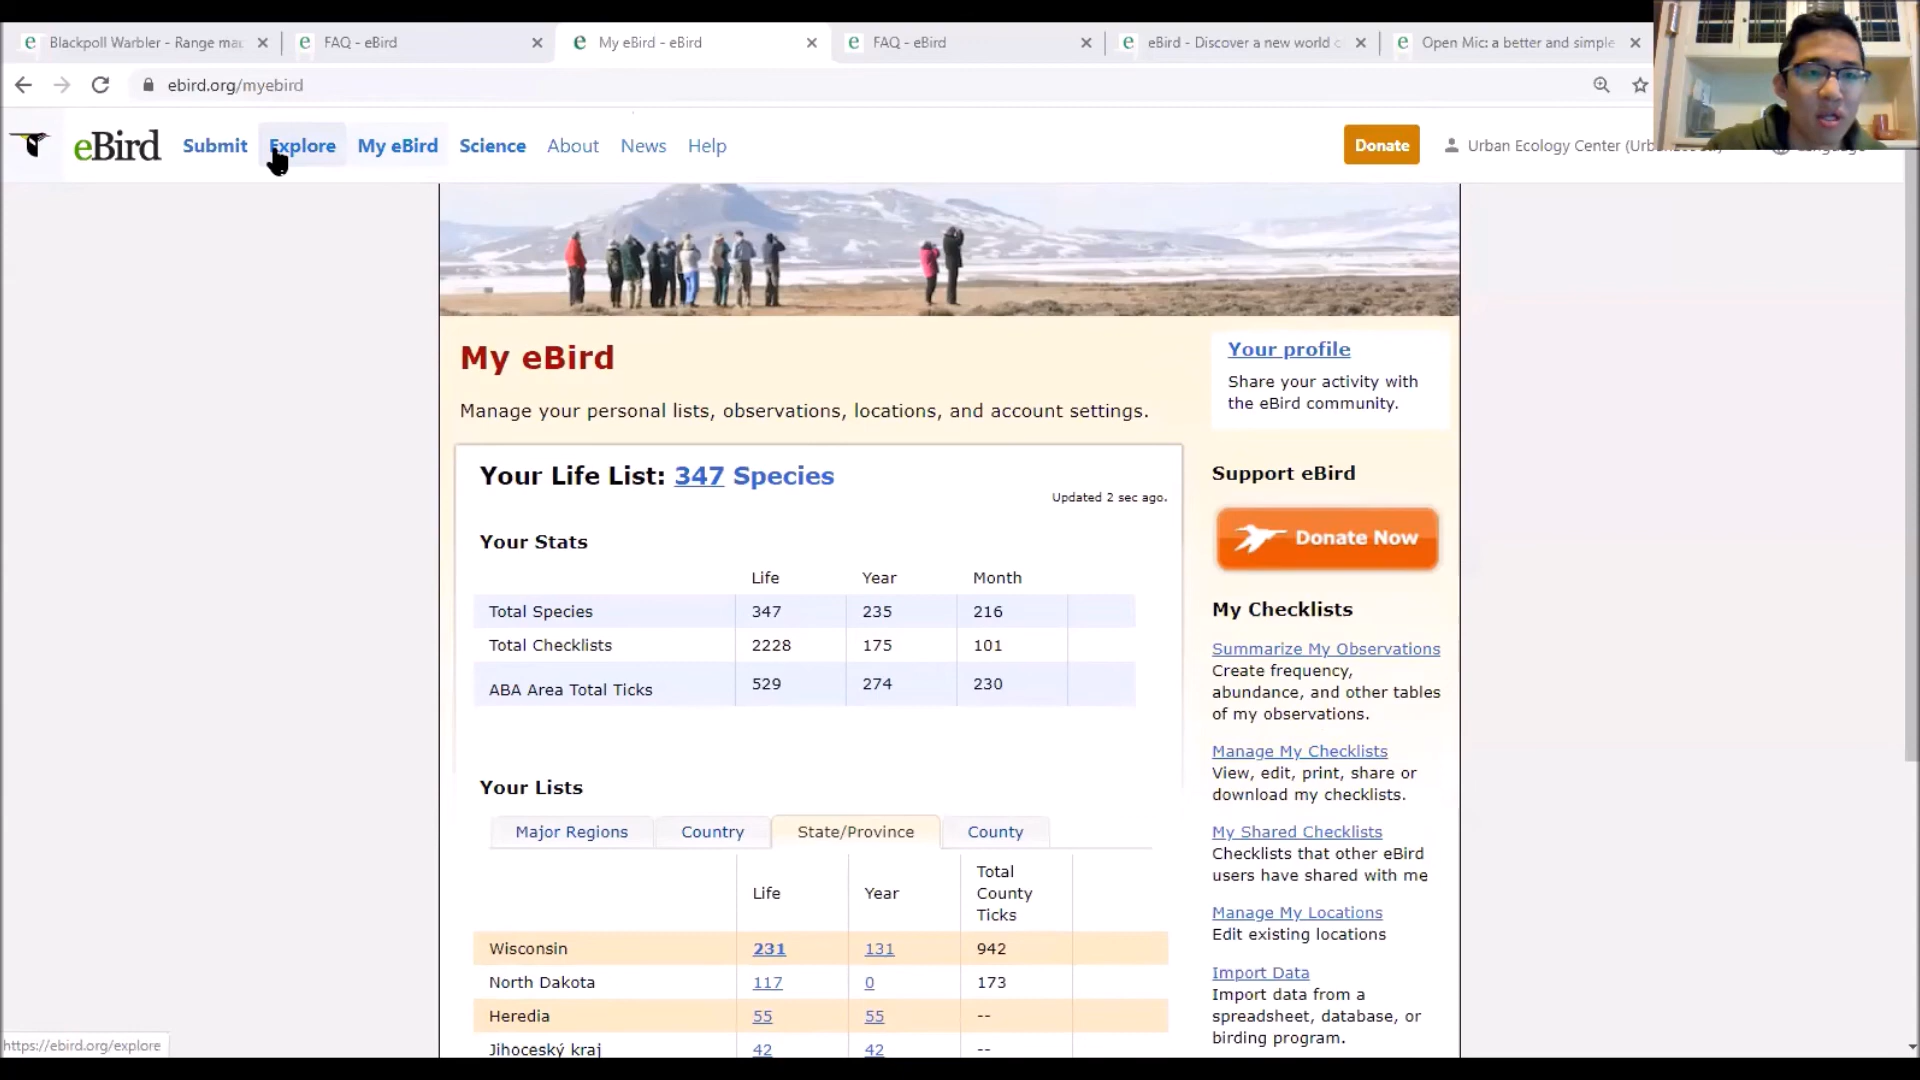 Blackpoll Warbler - Range ma
FAQ - eBird
My eBird - eBird
FAQ - eBird
eBird - Discover a new world
Open Mic: a better and simple
ebird.org/myebird
eBird Submit Explore My eBird Science About News Help Donate Urban Ecology Center
My eBird
Manage your personal lists, observations, locations, and account settings.
Your Life List: 347 Species
Updated 2 sec ago.
Your Stats
Life Year Month
Total Species 347 235 216
Total Checklists 2228 175 101
ABA Area Total Ticks 529 274 230
Your Lists
Major Regions Country State/Province County
Life Year Total
County
Ticks
Wisconsin 231 131 942
North Dakota 117 0 173
Heredia 55 55 --
Jihočeský kraj 42 42 --
Your profile
Share your activity with
the eBird community.
Support eBird
Donate Now
My Checklists
Summarize My Observations
Create frequency,
abundance, and other tables
of my observations.
Manage My Checklists
View, edit, print, share or
download my checklists.
My Shared Checklists
Checklists that other eBird
users have shared with me
Manage My Locations
Edit existing locations
Import Data
Import data from a
spreadsheet, database, or
birding program.
https://ebird.org/explore